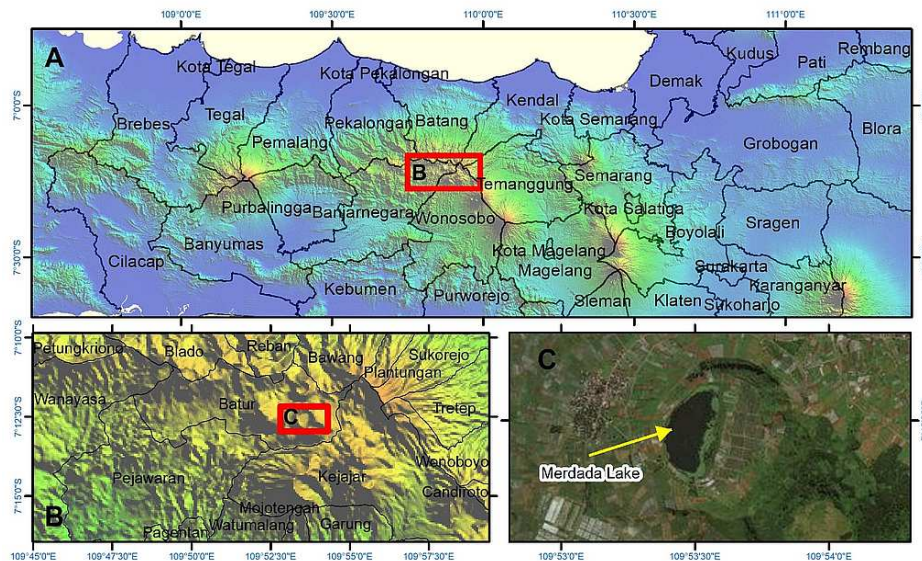 109°0'0"E 109°30'0"E 110°0'0"E 110°30'0"E 111°0'0"E
A
Kota Tegal
Kota Pekalongan
Kudus
Rembang
Pati
Demak
Kendal
7°0'0"S
Brebes
Tegal
Pekalongan
Batang
Kota Semarang
Blora
Pemalang
Grobogan
B
Temanggung
Semarang
Purbalingga
Banjarnegara
Wonosobo
Kota Salatiga
Sragen
Boyolali
Banyumas
Kota Magelang
7°30'0"S
Cilacap
Magelang
Surakarta
Karanganyar
Kebumen
Purworejo
Sleman
Klaten
Sukoharjo
7°10'0"S
Petungkriono
Blado
Reban
Bawang
Sukorejo
Plantungan
Wanayasa
Batur
C
Tretep
7°12'30"S
Wonoboyo
Pejawaran
Kejajar
Candiroto
7°15'0"S
Mojotengah
Watumalang
Garung
Pagentan
B
109°45'0"E 109°47'30"E 109°50'0"E 109°52'30"E 109°55'0"E 109°57'30"E
C
Merdada Lake
109°53'0"E 109°53'30"E 109°54'0"E